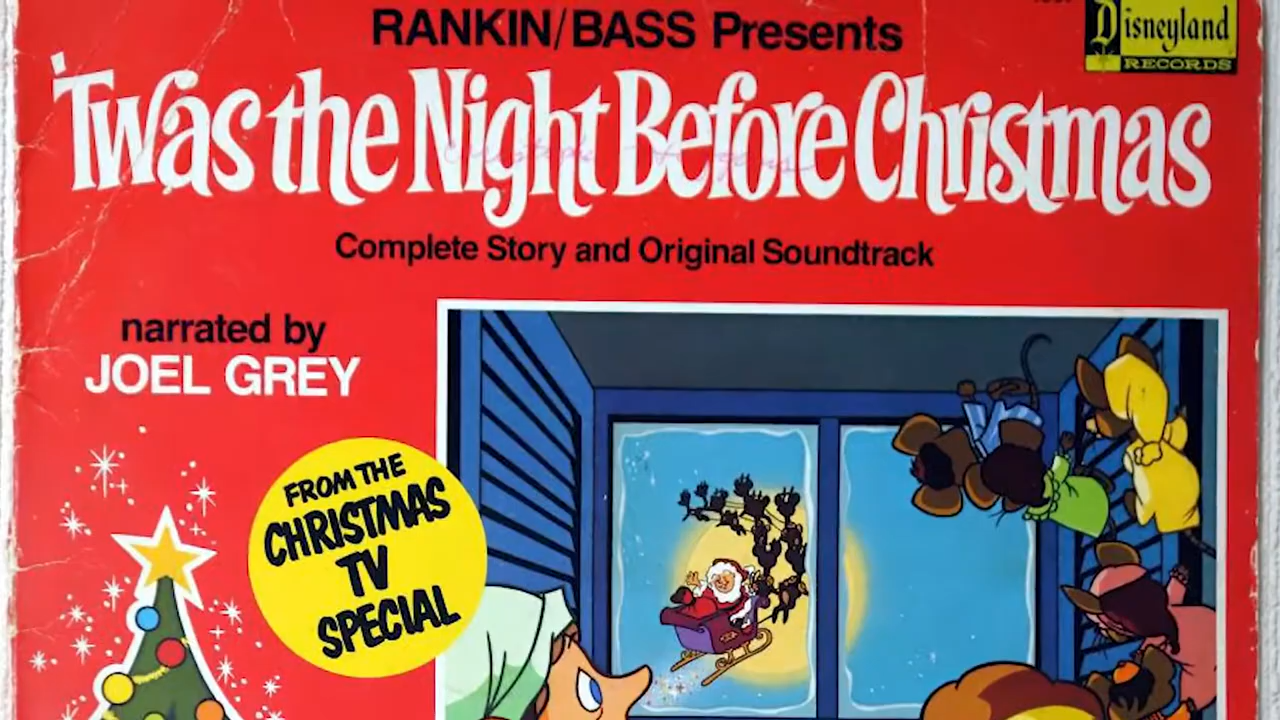 RANKIN/BASS Presents
Disneyland
RECORDS
'Twas the Night Before Christmas
Complete Story and Original Soundtrack
narrated by
JOEL GREY
FROM THE
CHRISTMAS
TV
SPECIAL